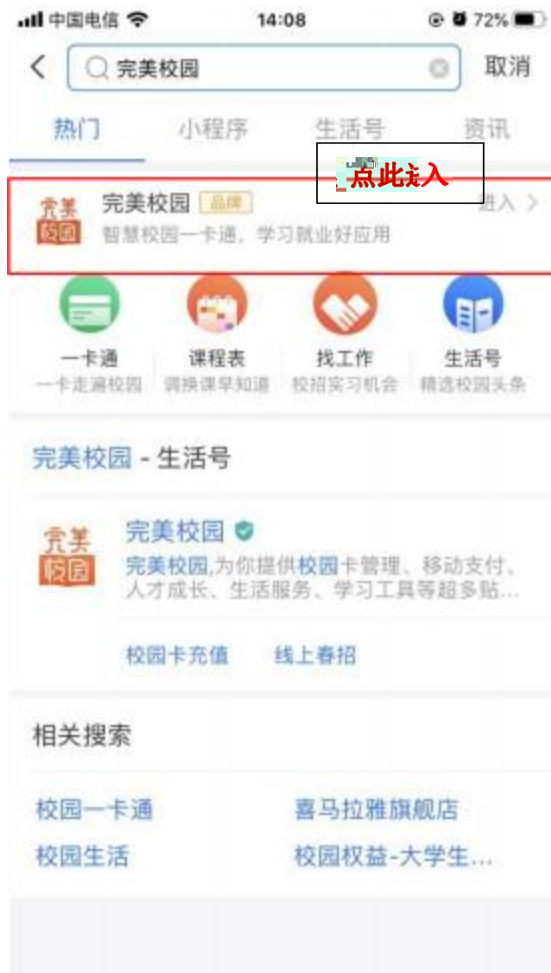 中国电信 14:08 72%
完美校园 取消
热门 小程序 生活号 资讯
点此进入
完美校园 品牌 进入
完美校园
智慧校园一卡通，学习就业好应用
一卡通 课程表 找工作 生活号
一卡走遍校园 调换课早知道 校招实习机会 精选校园头条
完美校园 - 生活号
完美校园
完美校园
完美校园,为你提供校园卡管理、移动支付、
人才成长、生活服务、学习工具等超多贴...
校园卡充值 线上春招
相关搜索
校园一卡通 喜马拉雅旗舰店
校园生活 校园权益-大学生...